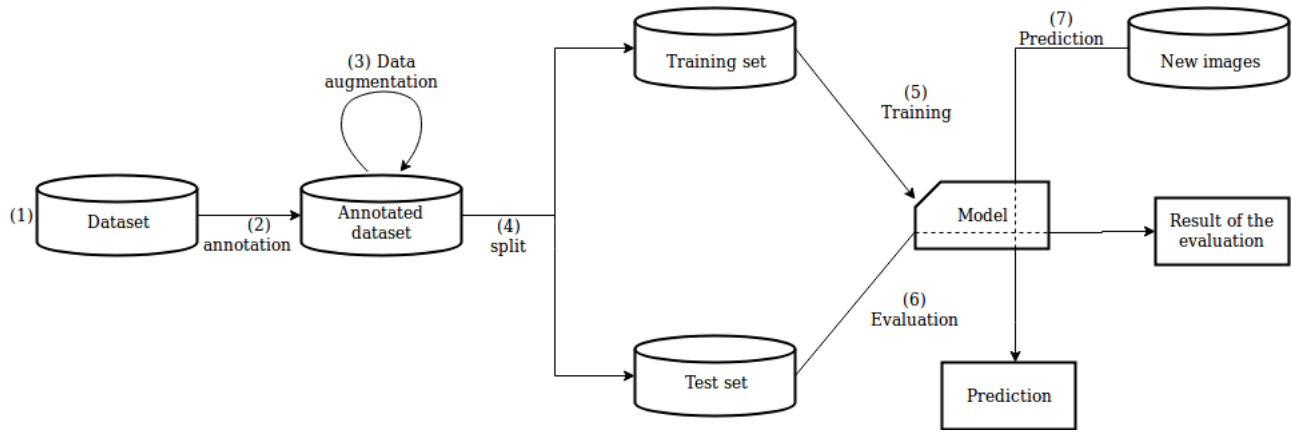 (1)
Dataset
(2)
annotation
(3) Data
augmentation
Annotated
dataset
(4)
split
Training set
Test set
(5)
Training
(6)
Evaluation
Model
(7)
Prediction
New images
Result of the
evaluation
Prediction